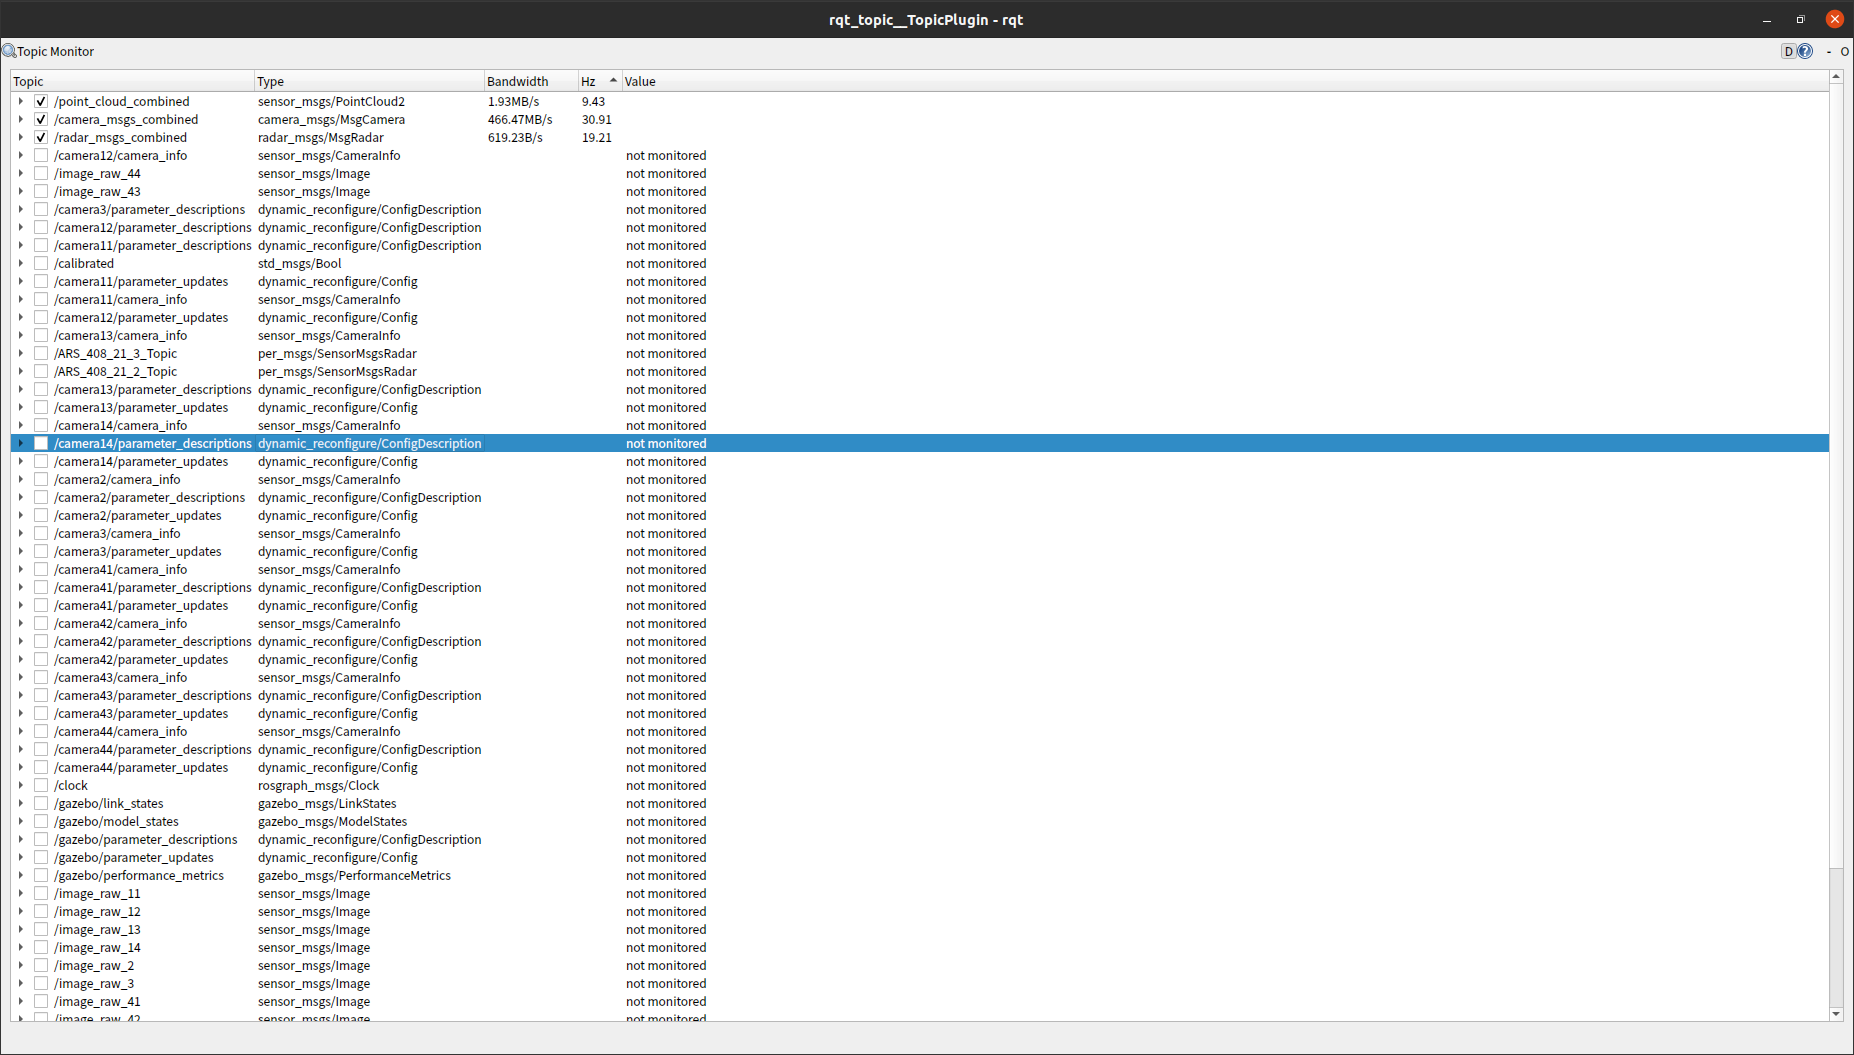 rqt_topic__TopicPlugin - rqt
Topic Monitor D ? - O
Topic Type Bandwidth Hz Value
/point_cloud_combined sensor_msgs/PointCloud2 1.93MB/s 9.43
/camera_msgs_combined camera_msgs/MsgCamera 466.47MB/s 30.91
/radar_msgs_combined radar_msgs/MsgRadar 619.23B/s 19.21
/camera12/camera_info sensor_msgs/CameraInfo not monitored
/image_raw_44 sensor_msgs/Image not monitored
/image_raw_43 sensor_msgs/Image not monitored
/camera3/parameter_descriptions dynamic_reconfigure/ConfigDescription not monitored
/camera12/parameter_descriptions dynamic_reconfigure/ConfigDescription not monitored
/camera11/parameter_descriptions dynamic_reconfigure/ConfigDescription not monitored
/calibrated std_msgs/Bool not monitored
/camera11/parameter_updates dynamic_reconfigure/Config not monitored
/camera11/camera_info sensor_msgs/CameraInfo not monitored
/camera12/parameter_updates dynamic_reconfigure/Config not monitored
/camera13/camera_info sensor_msgs/CameraInfo not monitored
/ARS_408_21_3_Topic per_msgs/SensorMsgsRadar not monitored
/ARS_408_21_2_Topic per_msgs/SensorMsgsRadar not monitored
/camera13/parameter_descriptions dynamic_reconfigure/ConfigDescription not monitored
/camera13/parameter_updates dynamic_reconfigure/Config not monitored
/camera14/camera_info sensor_msgs/CameraInfo not monitored
/camera14/parameter_descriptions dynamic_reconfigure/ConfigDescription not monitored
/camera14/parameter_updates dynamic_reconfigure/Config not monitored
/camera2/camera_info sensor_msgs/CameraInfo not monitored
/camera2/parameter_descriptions dynamic_reconfigure/ConfigDescription not monitored
/camera2/parameter_updates dynamic_reconfigure/Config not monitored
/camera3/camera_info sensor_msgs/CameraInfo not monitored
/camera3/parameter_updates dynamic_reconfigure/Config not monitored
/camera41/camera_info sensor_msgs/CameraInfo not monitored
/camera41/parameter_descriptions dynamic_reconfigure/ConfigDescription not monitored
/camera41/parameter_updates dynamic_reconfigure/Config not monitored
/camera42/camera_info sensor_msgs/CameraInfo not monitored
/camera42/parameter_descriptions dynamic_reconfigure/ConfigDescription not monitored
/camera42/parameter_updates dynamic_reconfigure/Config not monitored
/camera43/camera_info sensor_msgs/CameraInfo not monitored
/camera43/parameter_descriptions dynamic_reconfigure/ConfigDescription not monitored
/camera43/parameter_updates dynamic_reconfigure/Config not monitored
/camera44/camera_info sensor_msgs/CameraInfo not monitored
/camera44/parameter_descriptions dynamic_reconfigure/ConfigDescription not monitored
/camera44/parameter_updates dynamic_reconfigure/Config not monitored
/clock rosgraph_msgs/Clock not monitored
/gazebo/link_states gazebo_msgs/LinkStates not monitored
/gazebo/model_states gazebo_msgs/ModelStates not monitored
/gazebo/parameter_descriptions dynamic_reconfigure/ConfigDescription not monitored
/gazebo/parameter_updates dynamic_reconfigure/Config not monitored
/gazebo/performance_metrics gazebo_msgs/PerformanceMetrics not monitored
/image_raw_11 sensor_msgs/Image not monitored
/image_raw_12 sensor_msgs/Image not monitored
/image_raw_13 sensor_msgs/Image not monitored
/image_raw_14 sensor_msgs/Image not monitored
/image_raw_2 sensor_msgs/Image not monitored
/image_raw_3 sensor_msgs/Image not monitored
/image_raw_41 sensor_msgs/Image not monitored
/image_raw_42 sensor_msgs/Image not monitored